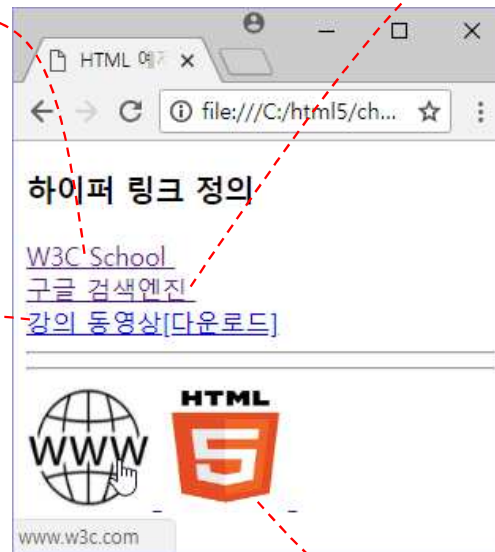 HTML 예제
file:///C:/html5/ch...
하이퍼 링크 정의
W3C School
구글 검색엔진
강의 동영상[다운로드]
WWW
HTML
5
www.w3c.com